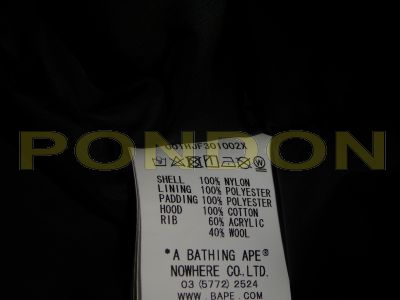 001HJF301002X
SHELL 100% NYLON
LINING 100% POLYESTER
PADDING 100% POLYESTER
HOOD 100% COTTON
RIB 60% ACRYLIC
40% WOOL
"A BATHING APE®
NOWHERE CO.,LTD.
03 (5772) 2524
WWW.BAPE.COM
PONDON